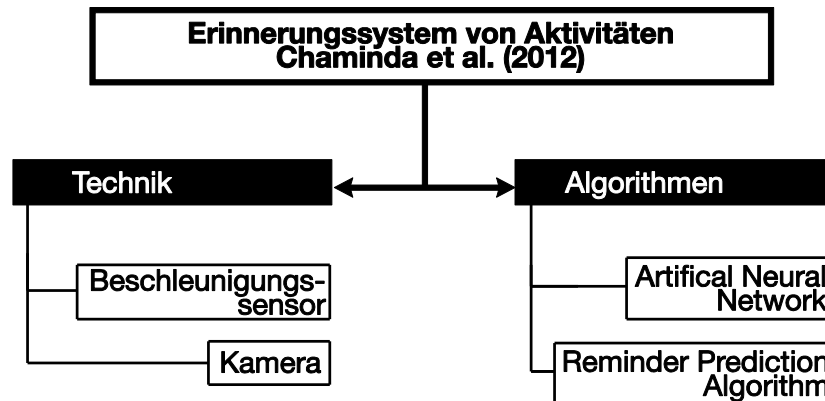 Erinnerungssystem von Aktivitäten
Chaminda et al. (2012)
Technik
Beschleunigungs-
sensor
Kamera
Algorithmen
Artifical Neural
Network
Reminder Prediction
Algorithm